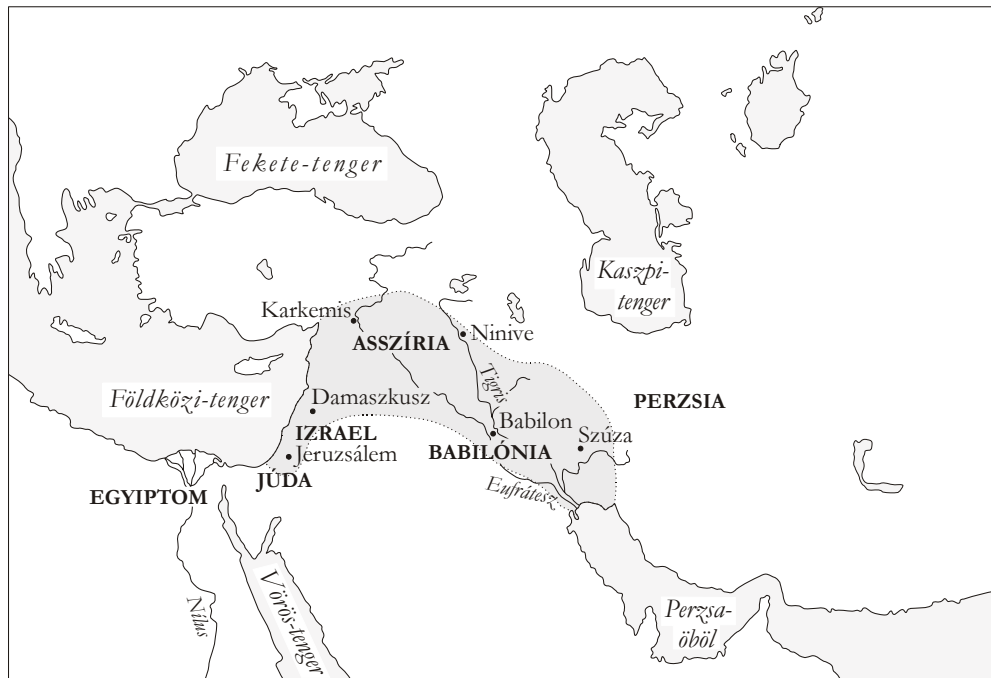 Fekete-tenger
Kaszpi-
tenger
Karkemis
Ninive
ASSZÍRIA
Tigris
Földközi-tenger
Damaszkusz
PERZSIA
IZRAEL
Babilon
Szúza
Jeruzsálem
BABILÓNIA
JÚDA
EGYIPTOM
Eufrátesz
Nílus
Vörös-tenger
Perzsa-
öböl